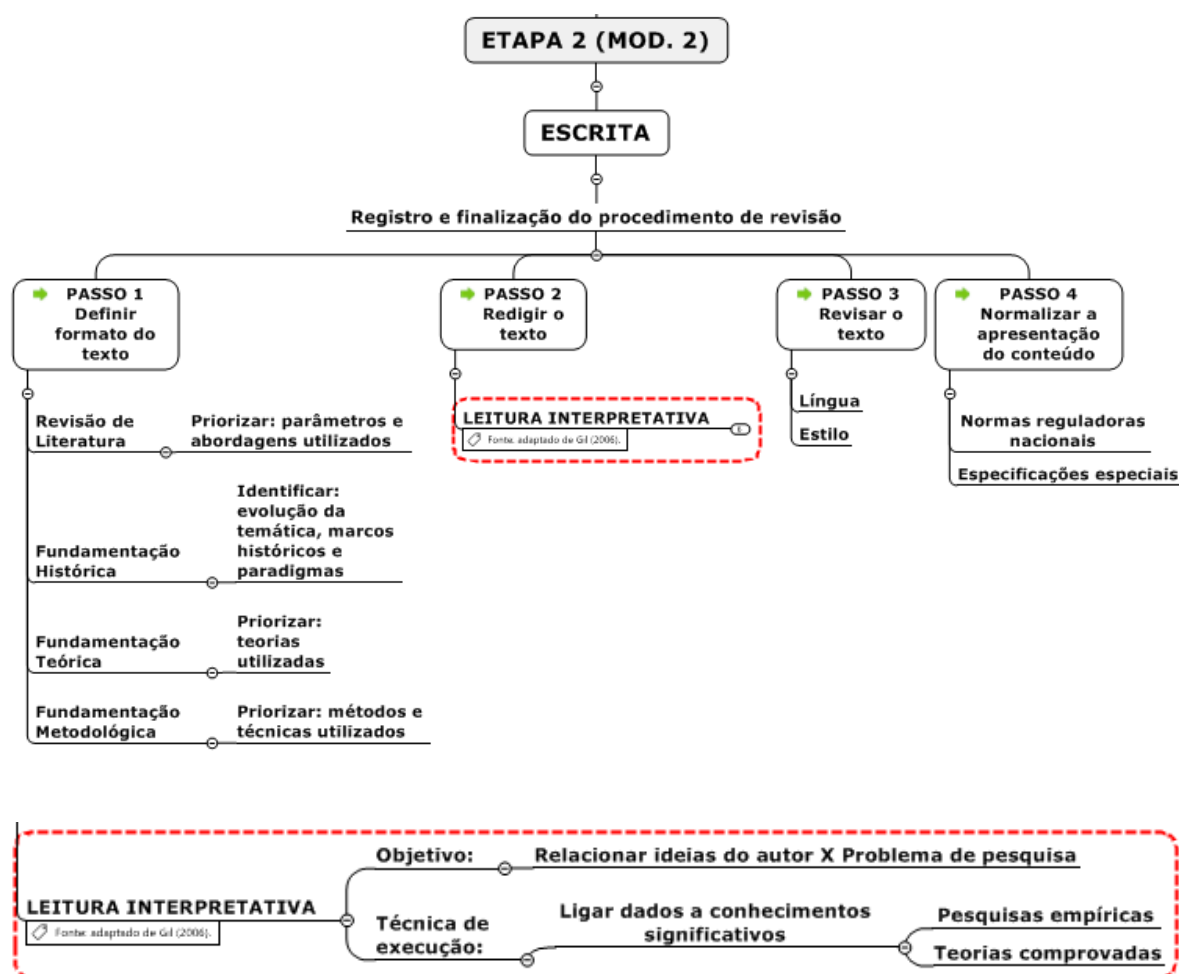 ETAPA 2 (MOD. 2)
ESCRITA
Registro e finalização do procedimento de revisão
PASSO 1
Definir
formato do
texto
Revisão de
Literatura
Priorizar: parâmetros e
abordagens utilizados
Fundamentação
Histórica
Identificar:
evolução da
temática, marcos
históricos e
paradigmas
Fundamentação
Teórica
Priorizar:
teorias
utilizadas
Fundamentação
Metodológica
Priorizar: métodos e
técnicas utilizados
PASSO 2
Redigir o
texto
LEITURA INTERPRETATIVA
Fonte: adaptado de Gil (2006).
PASSO 3
Revisar o
texto
Língua
Estilo
PASSO 4
Normalizar a
apresentação
do conteúdo
Normas reguladoras
nacionais
Especificações especiais
LEITURA INTERPRETATIVA
Fonte: adaptado de Gil (2006).
Objetivo:
Relacionar ideias do autor X Problema de pesquisa
Técnica de
execução:
Ligar dados a conhecimentos
significativos
Pesquisas empíricas
Teorias comprovadas